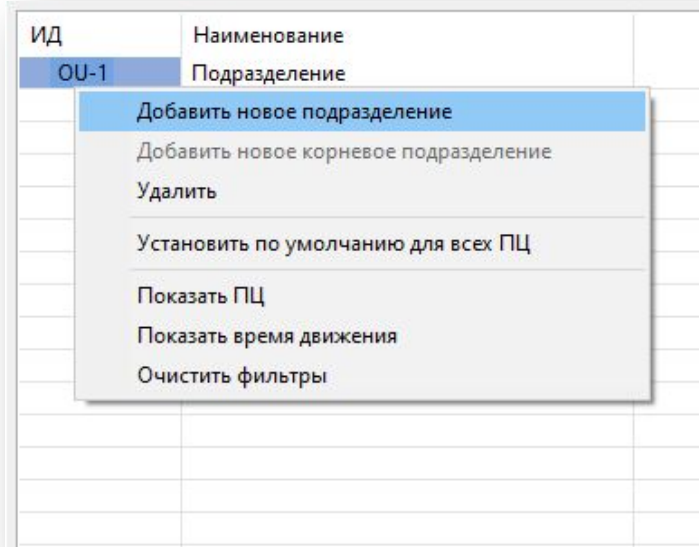 ИД Наименование
OU-1 Подразделение
Добавить новое подразделение
Добавить новое корневое подразделение
Удалить
Установить по умолчанию для всех ПЦ
Показать ПЦ
Показать время движения
Очистить фильтры